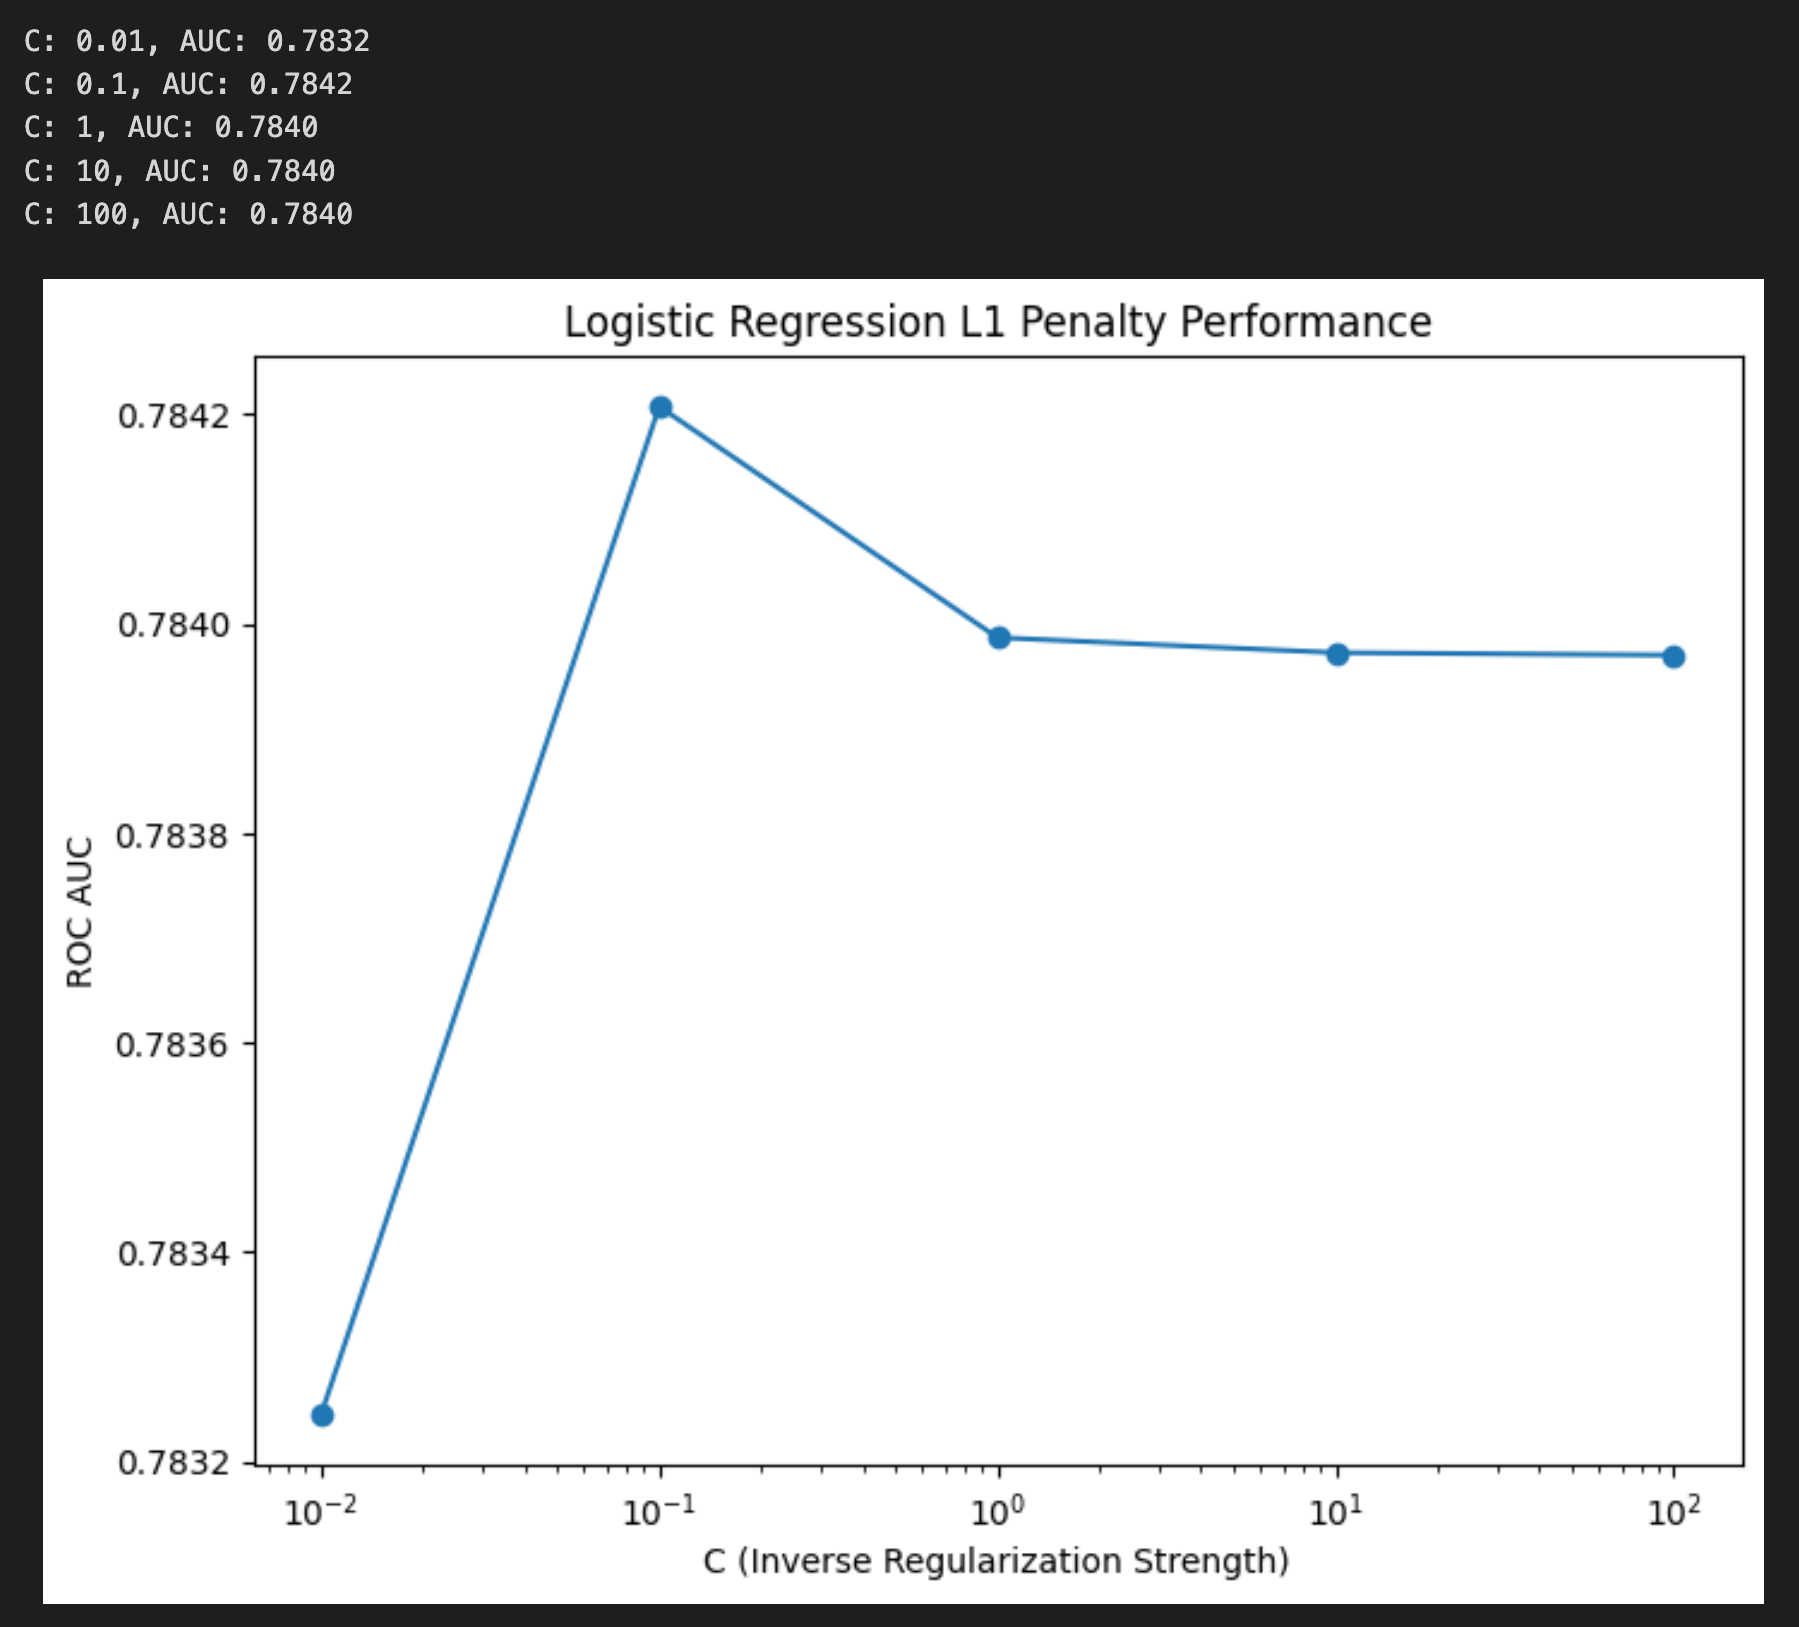 C: 0.01, AUC: 0.7832
C: 0.1, AUC: 0.7842
C: 1, AUC: 0.7840
C: 10, AUC: 0.7840
C: 100, AUC: 0.7840
Logistic Regression L1 Penalty Performance
0.7842
0.7840
0.7838
0.7836
0.7834
0.7832
ROC AUC
10⁻² 10⁻¹ 10⁰ 10¹ 10²
C (Inverse Regularization Strength)